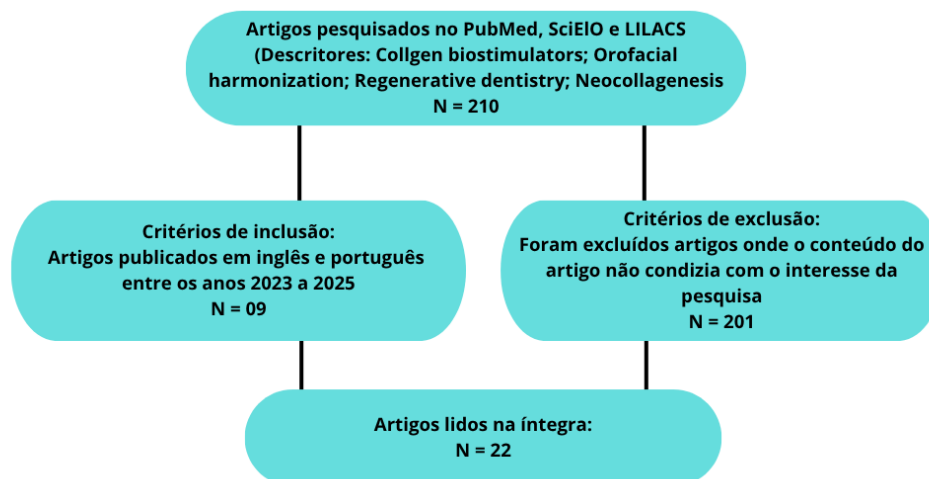 Artigos pesquisados no PubMed, SciElO e LILACS
(Descritores: Collgen biostimulators; Orofacial
harmonization; Regenerative dentistry; Neocollagenesis
N = 210
Critérios de inclusão:
Artigos publicados em inglês e português
entre os anos 2023 a 2025
N = 09
Critérios de exclusão:
Foram excluídos artigos onde o conteúdo do
artigo não condizia com o interesse da
pesquisa
N = 201
Artigos lidos na íntegra:
N = 22